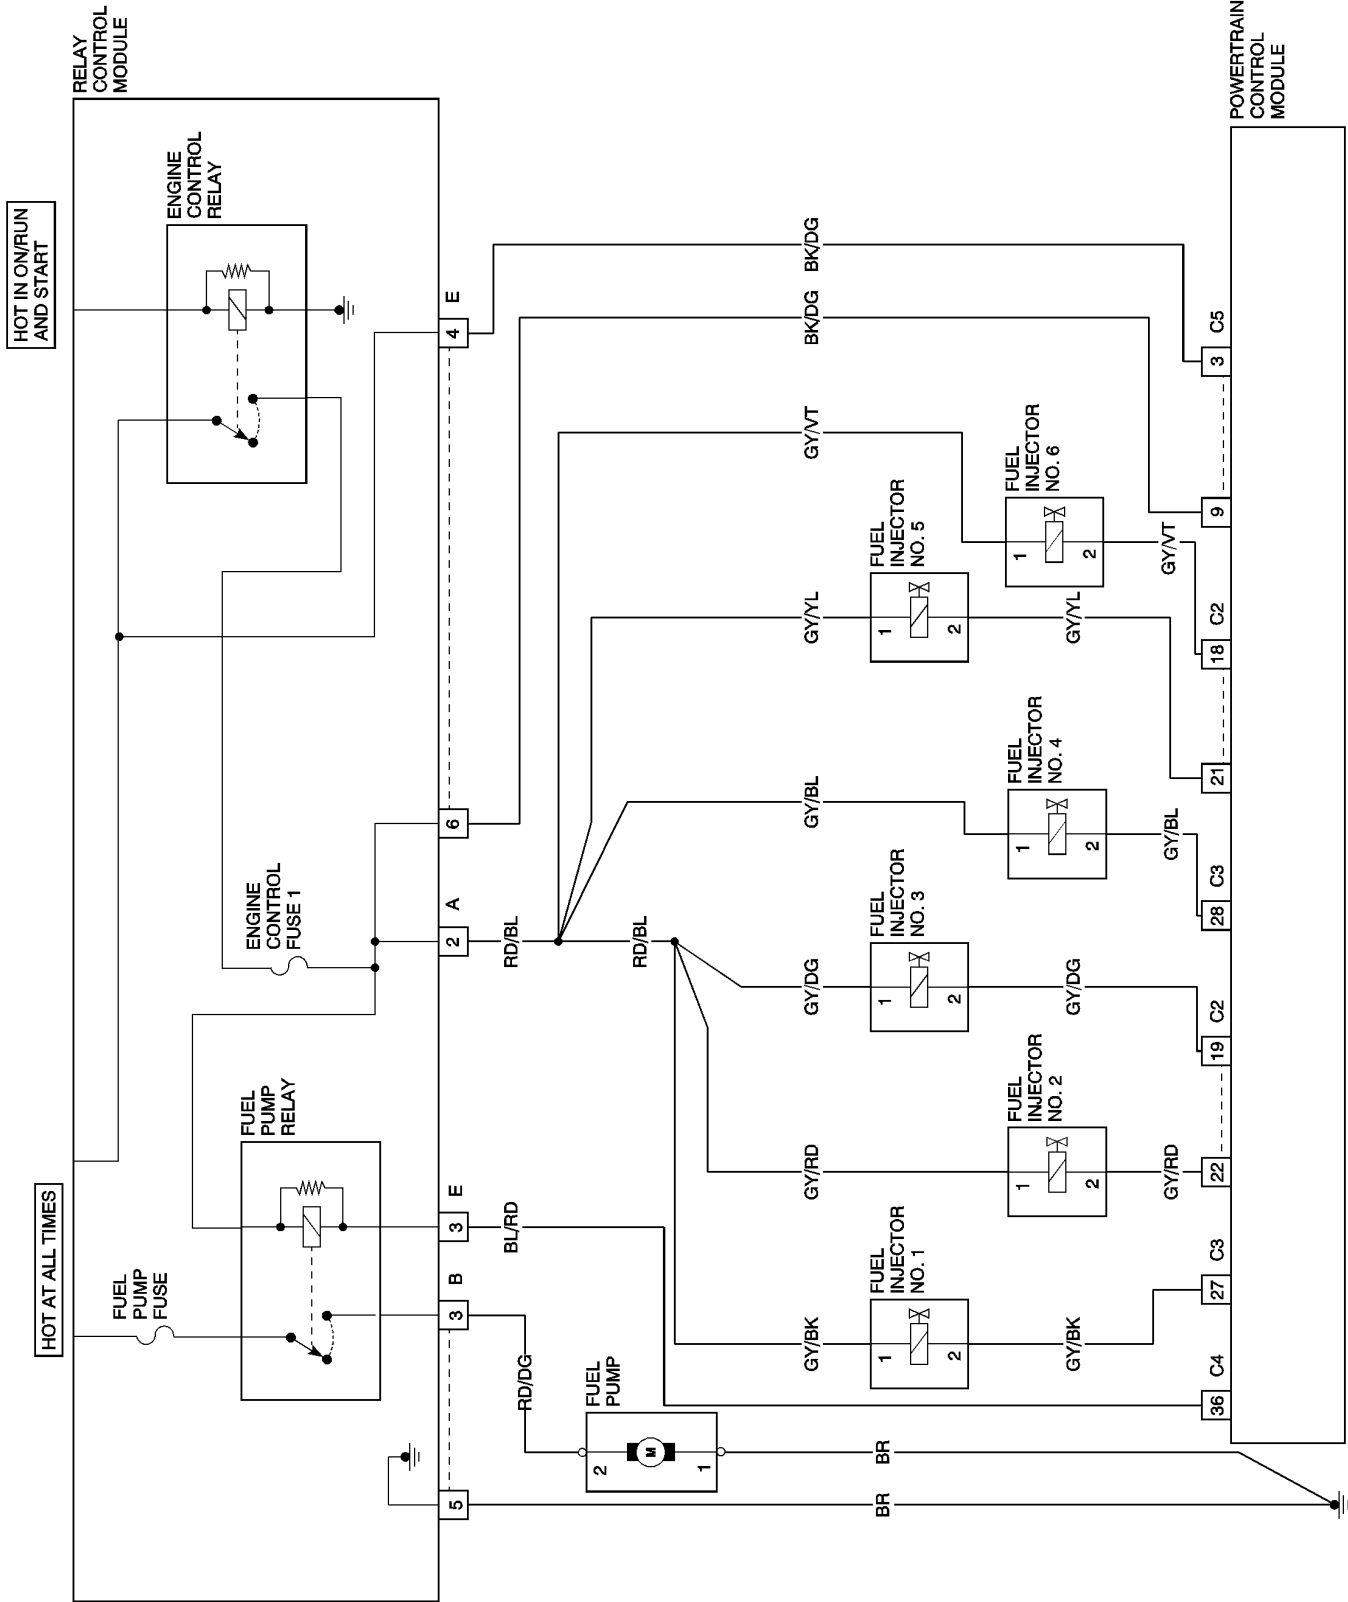 HOT AT ALL TIMES
HOT IN ON/RUN
AND START
RELAY
CONTROL
MODULE
FUEL
PUMP
FUSE
FUEL
PUMP
RELAY
ENGINE
CONTROL
FUSE 1
ENGINE
CONTROL
RELAY
5
3
B
3
E
2
A
6
4
E
RD/DG
BL/RD
RD/BL
RD/BL
FUEL
PUMP
2
M
1
BR
BR
GY/BK
GY/RD
GY/DG
GY/BL
GY/YL
GY/VT
BK/DG
BK/DG
FUEL
INJECTOR
NO. 1
1
2
FUEL
INJECTOR
NO. 2
1
2
FUEL
INJECTOR
NO. 3
1
2
FUEL
INJECTOR
NO. 4
1
2
FUEL
INJECTOR
NO. 5
1
2
FUEL
INJECTOR
NO. 6
1
2
GY/BK
GY/RD
GY/DG
GY/BL
GY/YL
GY/VT
36
C4
27
C3
22
19
C2
28
C3
21
18
C2
9
3
C5
POWERTRAIN
CONTROL
MODULE